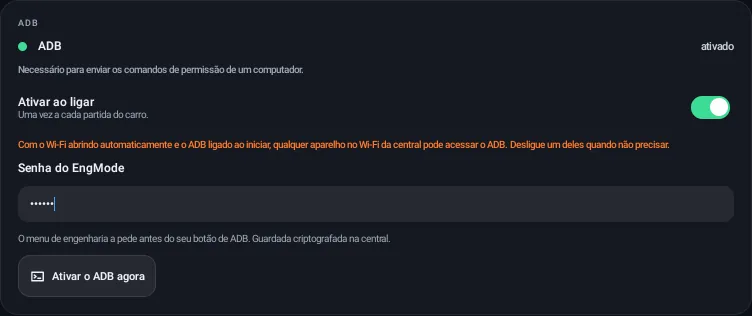 ADB
ADB
ativado
Necessário para enviar os comandos de permissão de um computador.
Ativar ao ligar
Uma vez a cada partida do carro.
Com o Wi-Fi abrindo automaticamente e o ADB ligado ao iniciar, qualquer aparelho no Wi-Fi da central pode acessar o ADB. Desligue um deles quando não precisar.
Senha do EngMode
••••••
O menu de engenharia a pede antes do seu botão de ADB. Guardada criptografada na central.
Ativar o ADB agora